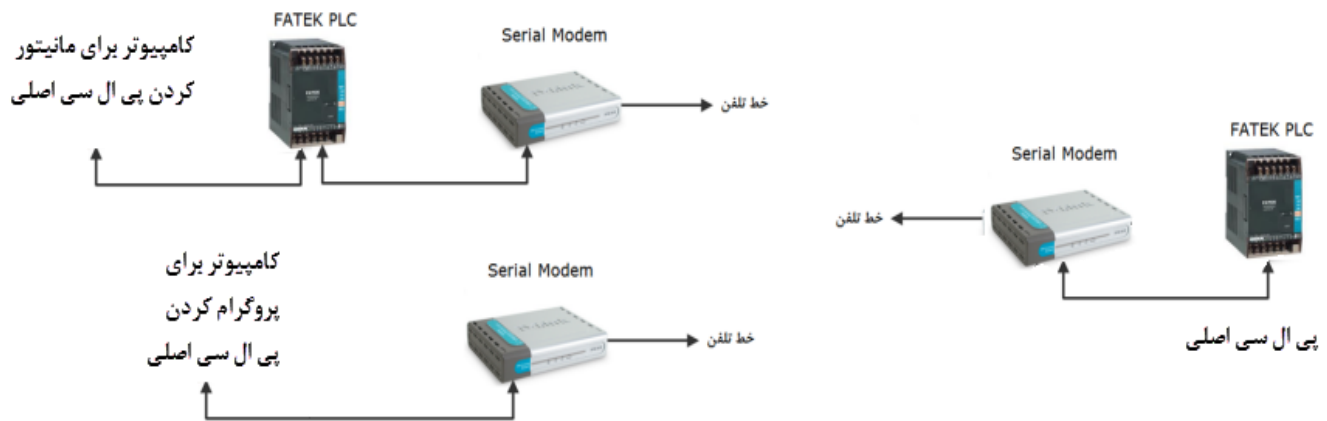 FATEK PLC
کامپیوتر برای مانیتور
کردن پی ال سی اصلی
Serial Modem
خط تلفن
FATEK PLC
Serial Modem
خط تلفن
پی ال سی اصلی
کامپیوتر برای
پروگرام کردن
پی ال سی اصلی
Serial Modem
خط تلفن